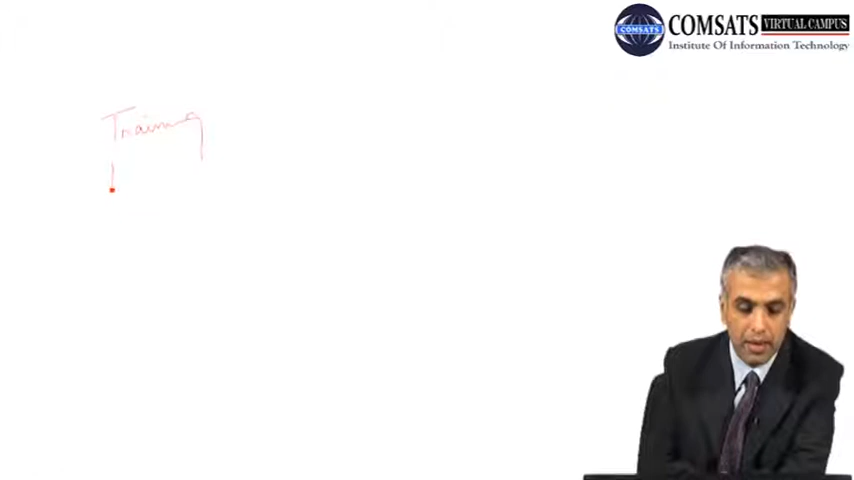 COMSATS VIRTUAL CAMPUS
Institute Of Information Technology
COMSATS
Training